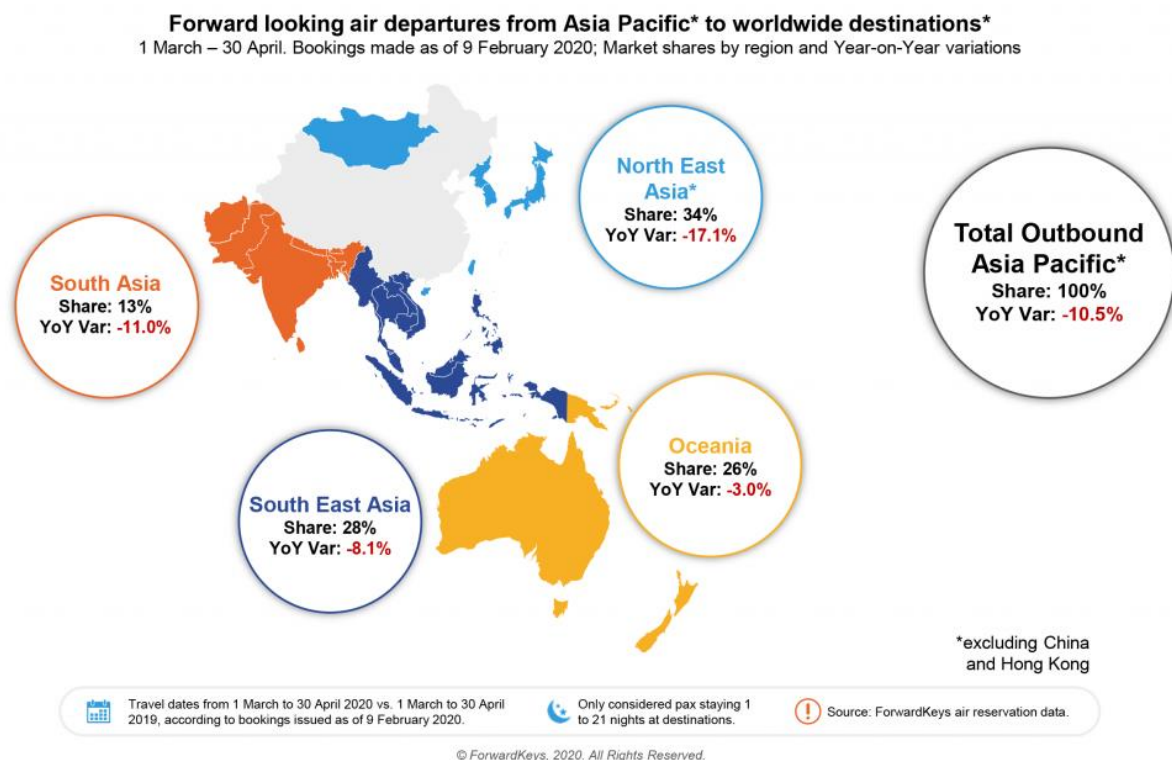 Forward looking air departures from Asia Pacific* to worldwide destinations*
1 March – 30 April. Bookings made as of 9 February 2020; Market shares by region and Year-on-Year variations
North East
Asia*
Share: 34%
YoY Var: -17.1%
Total Outbound
Asia Pacific*
Share: 100%
YoY Var: -10.5%
South Asia
Share: 13%
YoY Var: -11.0%
Oceania
Share: 26%
YoY Var: -3.0%
South East Asia
Share: 28%
YoY Var: -8.1%
*excluding China
and Hong Kong
Travel dates from 1 March to 30 April 2020 vs. 1 March to 30 April
2019, according to bookings issued as of 9 February 2020.
Only considered pax staying 1
to 21 nights at destinations.
Source: ForwardKeys air reservation data.
© ForwardKeys, 2020. All Rights Reserved.